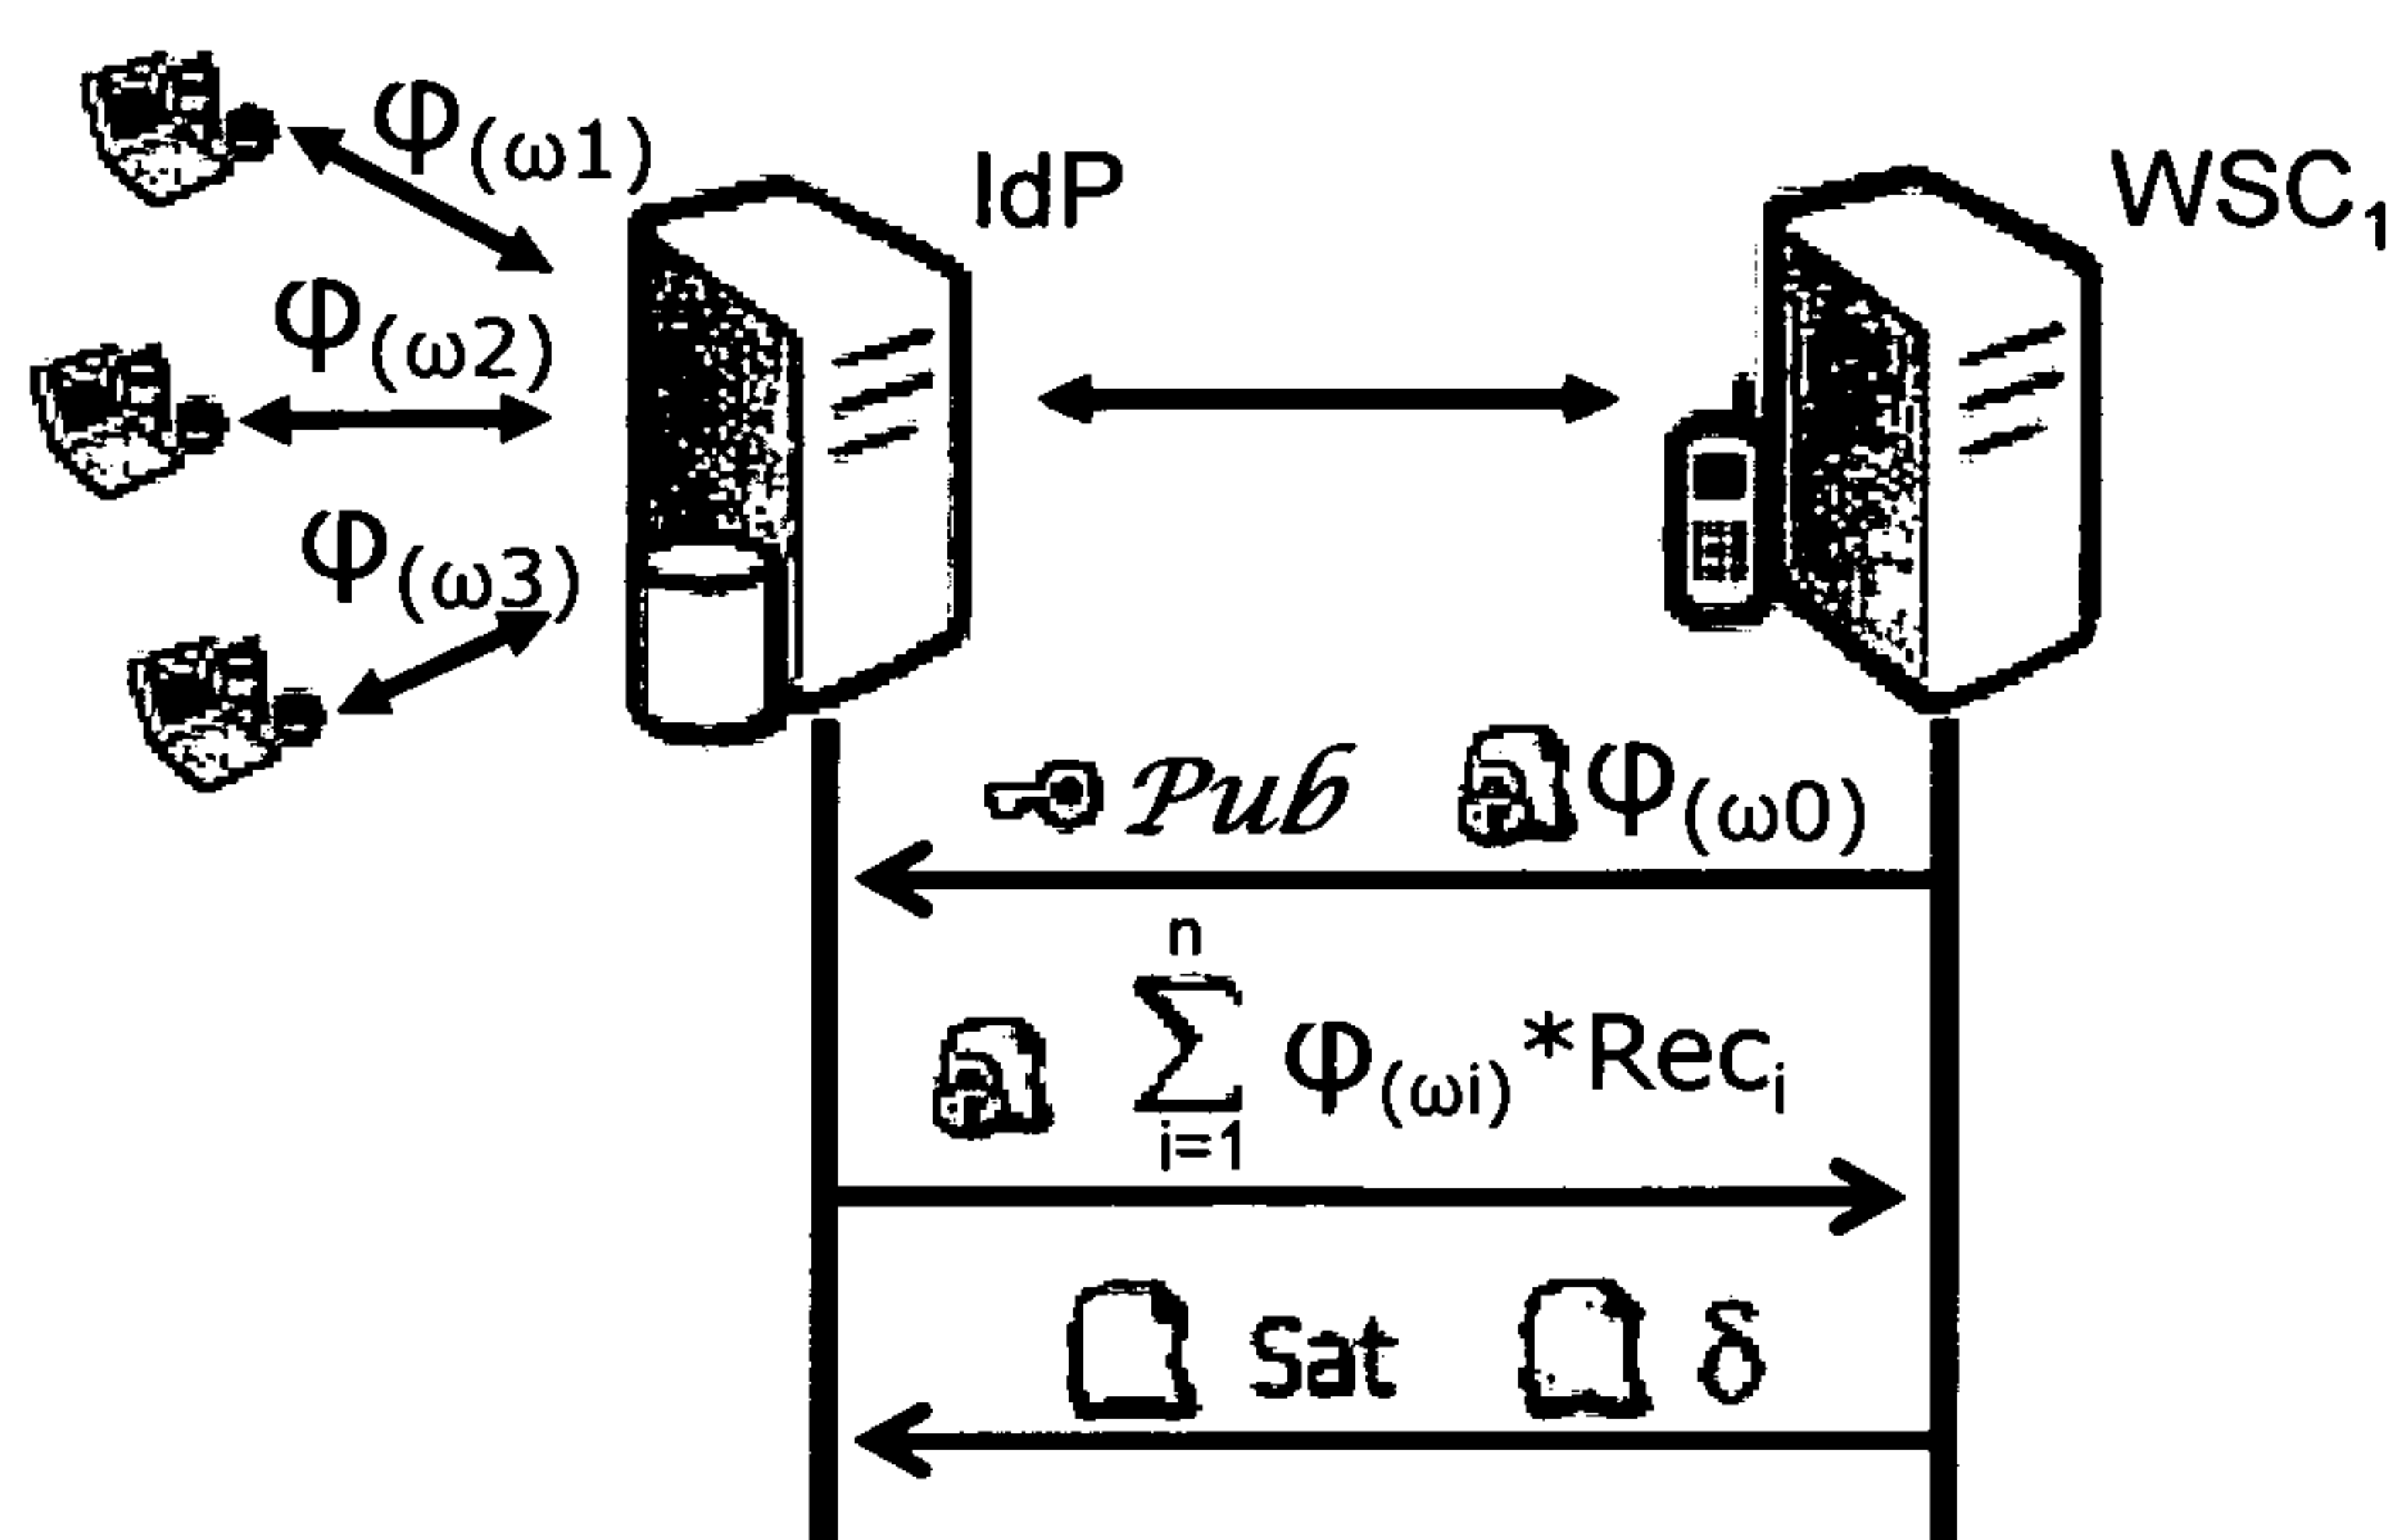 φ(ω1)
IdP
WSC1
φ(ω2)
φ(ω3)
Pub φ(ω0)
n
∑ φ(ωi)*Reci
i=1
Sat δ